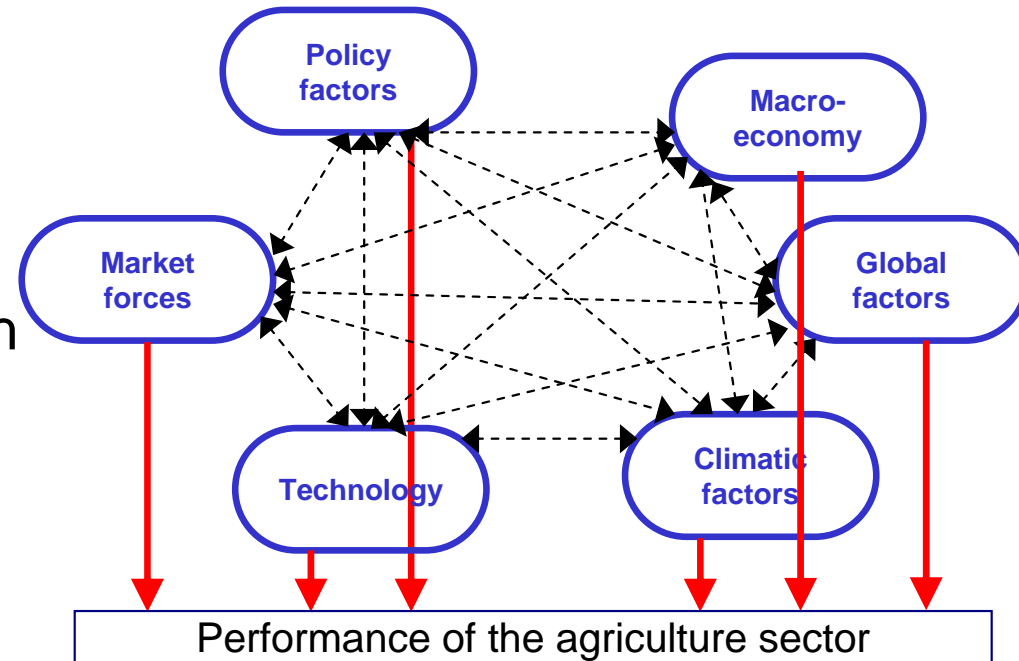 Policy
factors
Macro-
economy
Market
forces
Global
factors
n
Technology
Climatic
factors
Performance of the agriculture sector